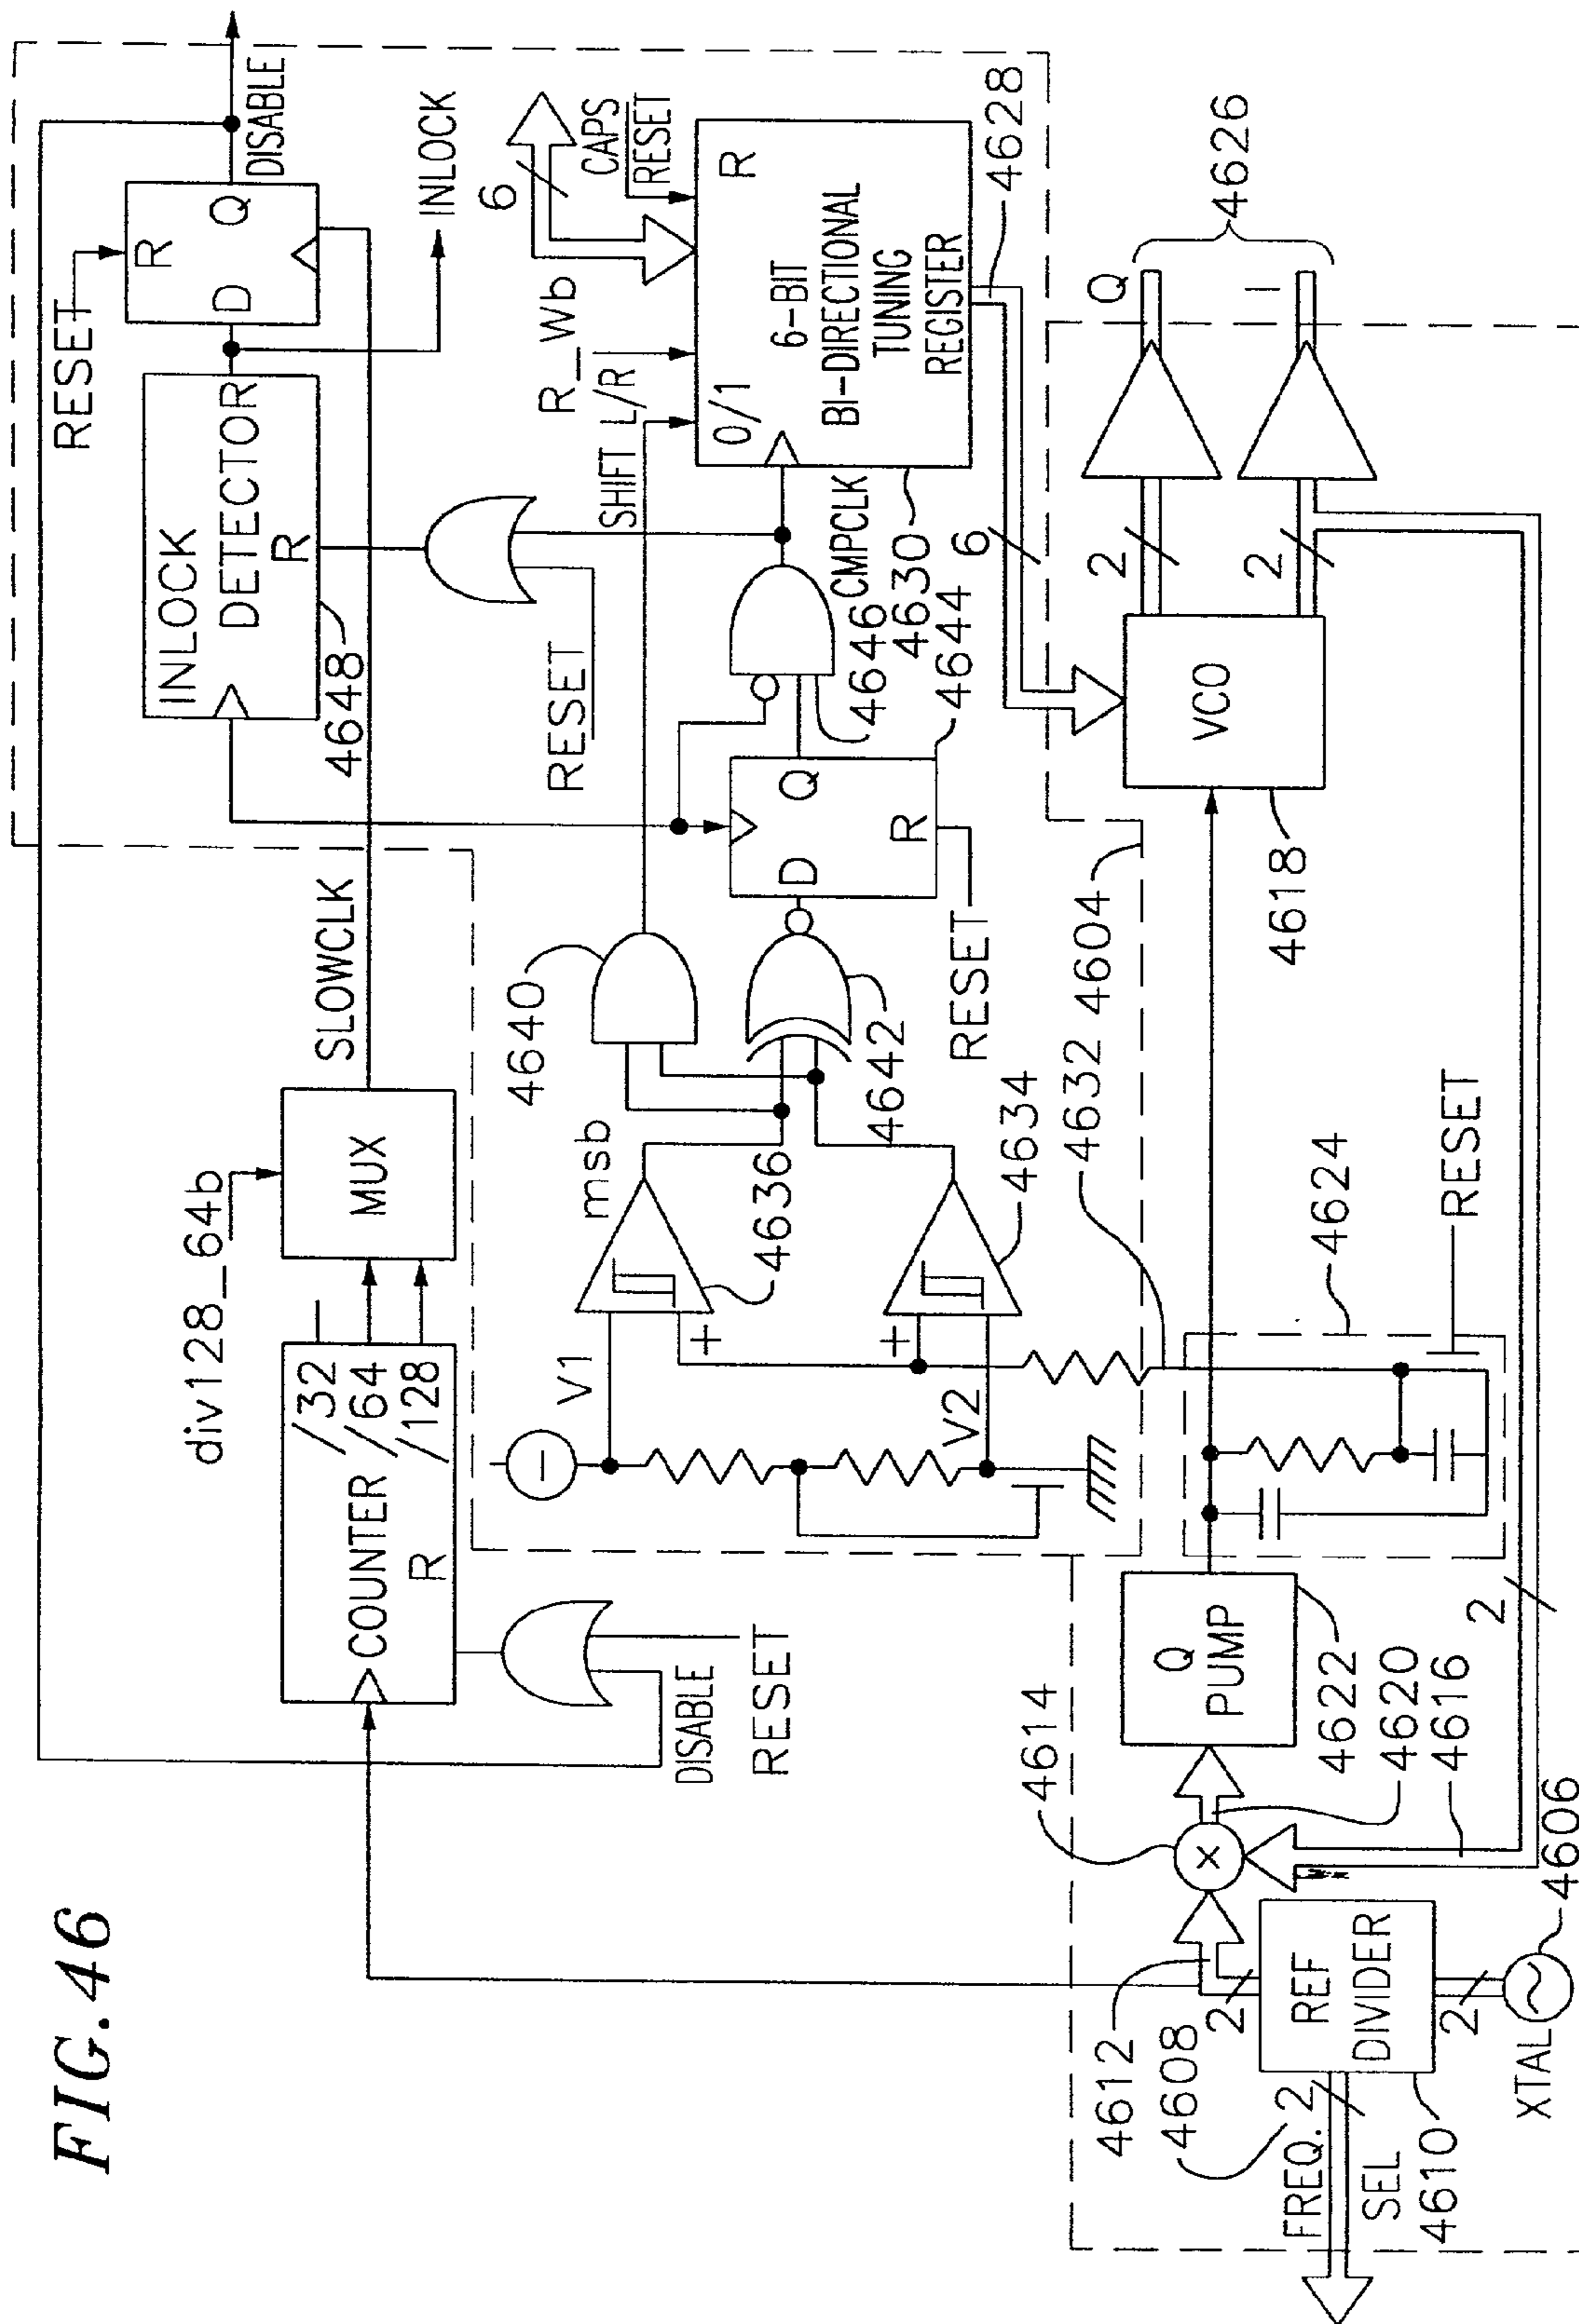 FIG. 46
RESET
R
D
Q
DISABLE
INLOCK
DETECTOR
R
4648
INLOCK
SLOWCLK
div128_64b
MUX
COUNTER
/32
/64
/128
R
DISABLE
RESET
RESET
6
CAPS
RESET
R_Wb
SHIFT L/R
0/1
R
6-BIT
BI-DIRECTIONAL
TUNING
REGISTER
4628
CMPCLK
4646
4630
4644
6
D
Q
R
RESET
4640
4642
msb
4636
4634
V1
+
+
V2
4632
4604
4624
RESET
VCO
4618
2
2
Q
I
4626
Q
PUMP
4622
4620
4616
4614
X
2
4612
4608
2
FREQ.
SEL
2
REF
DIVIDER
4610
2
XTAL
4606